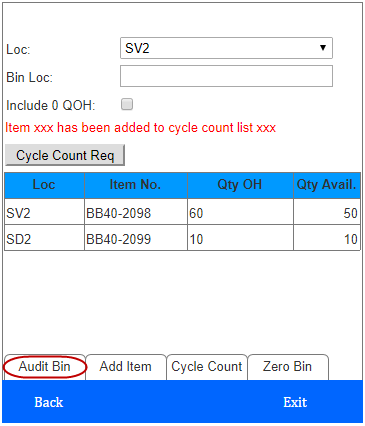 Loc: SV2
Bin Loc:
Include 0 QOH:
Item xxx has been added to cycle count list xxx
Cycle Count Req
Loc Item No. Qty OH Qty Avail.
SV2 BB40-2098 60 50
SD2 BB40-2099 10 10
Audit Bin Add Item Cycle Count Zero Bin
Back Exit